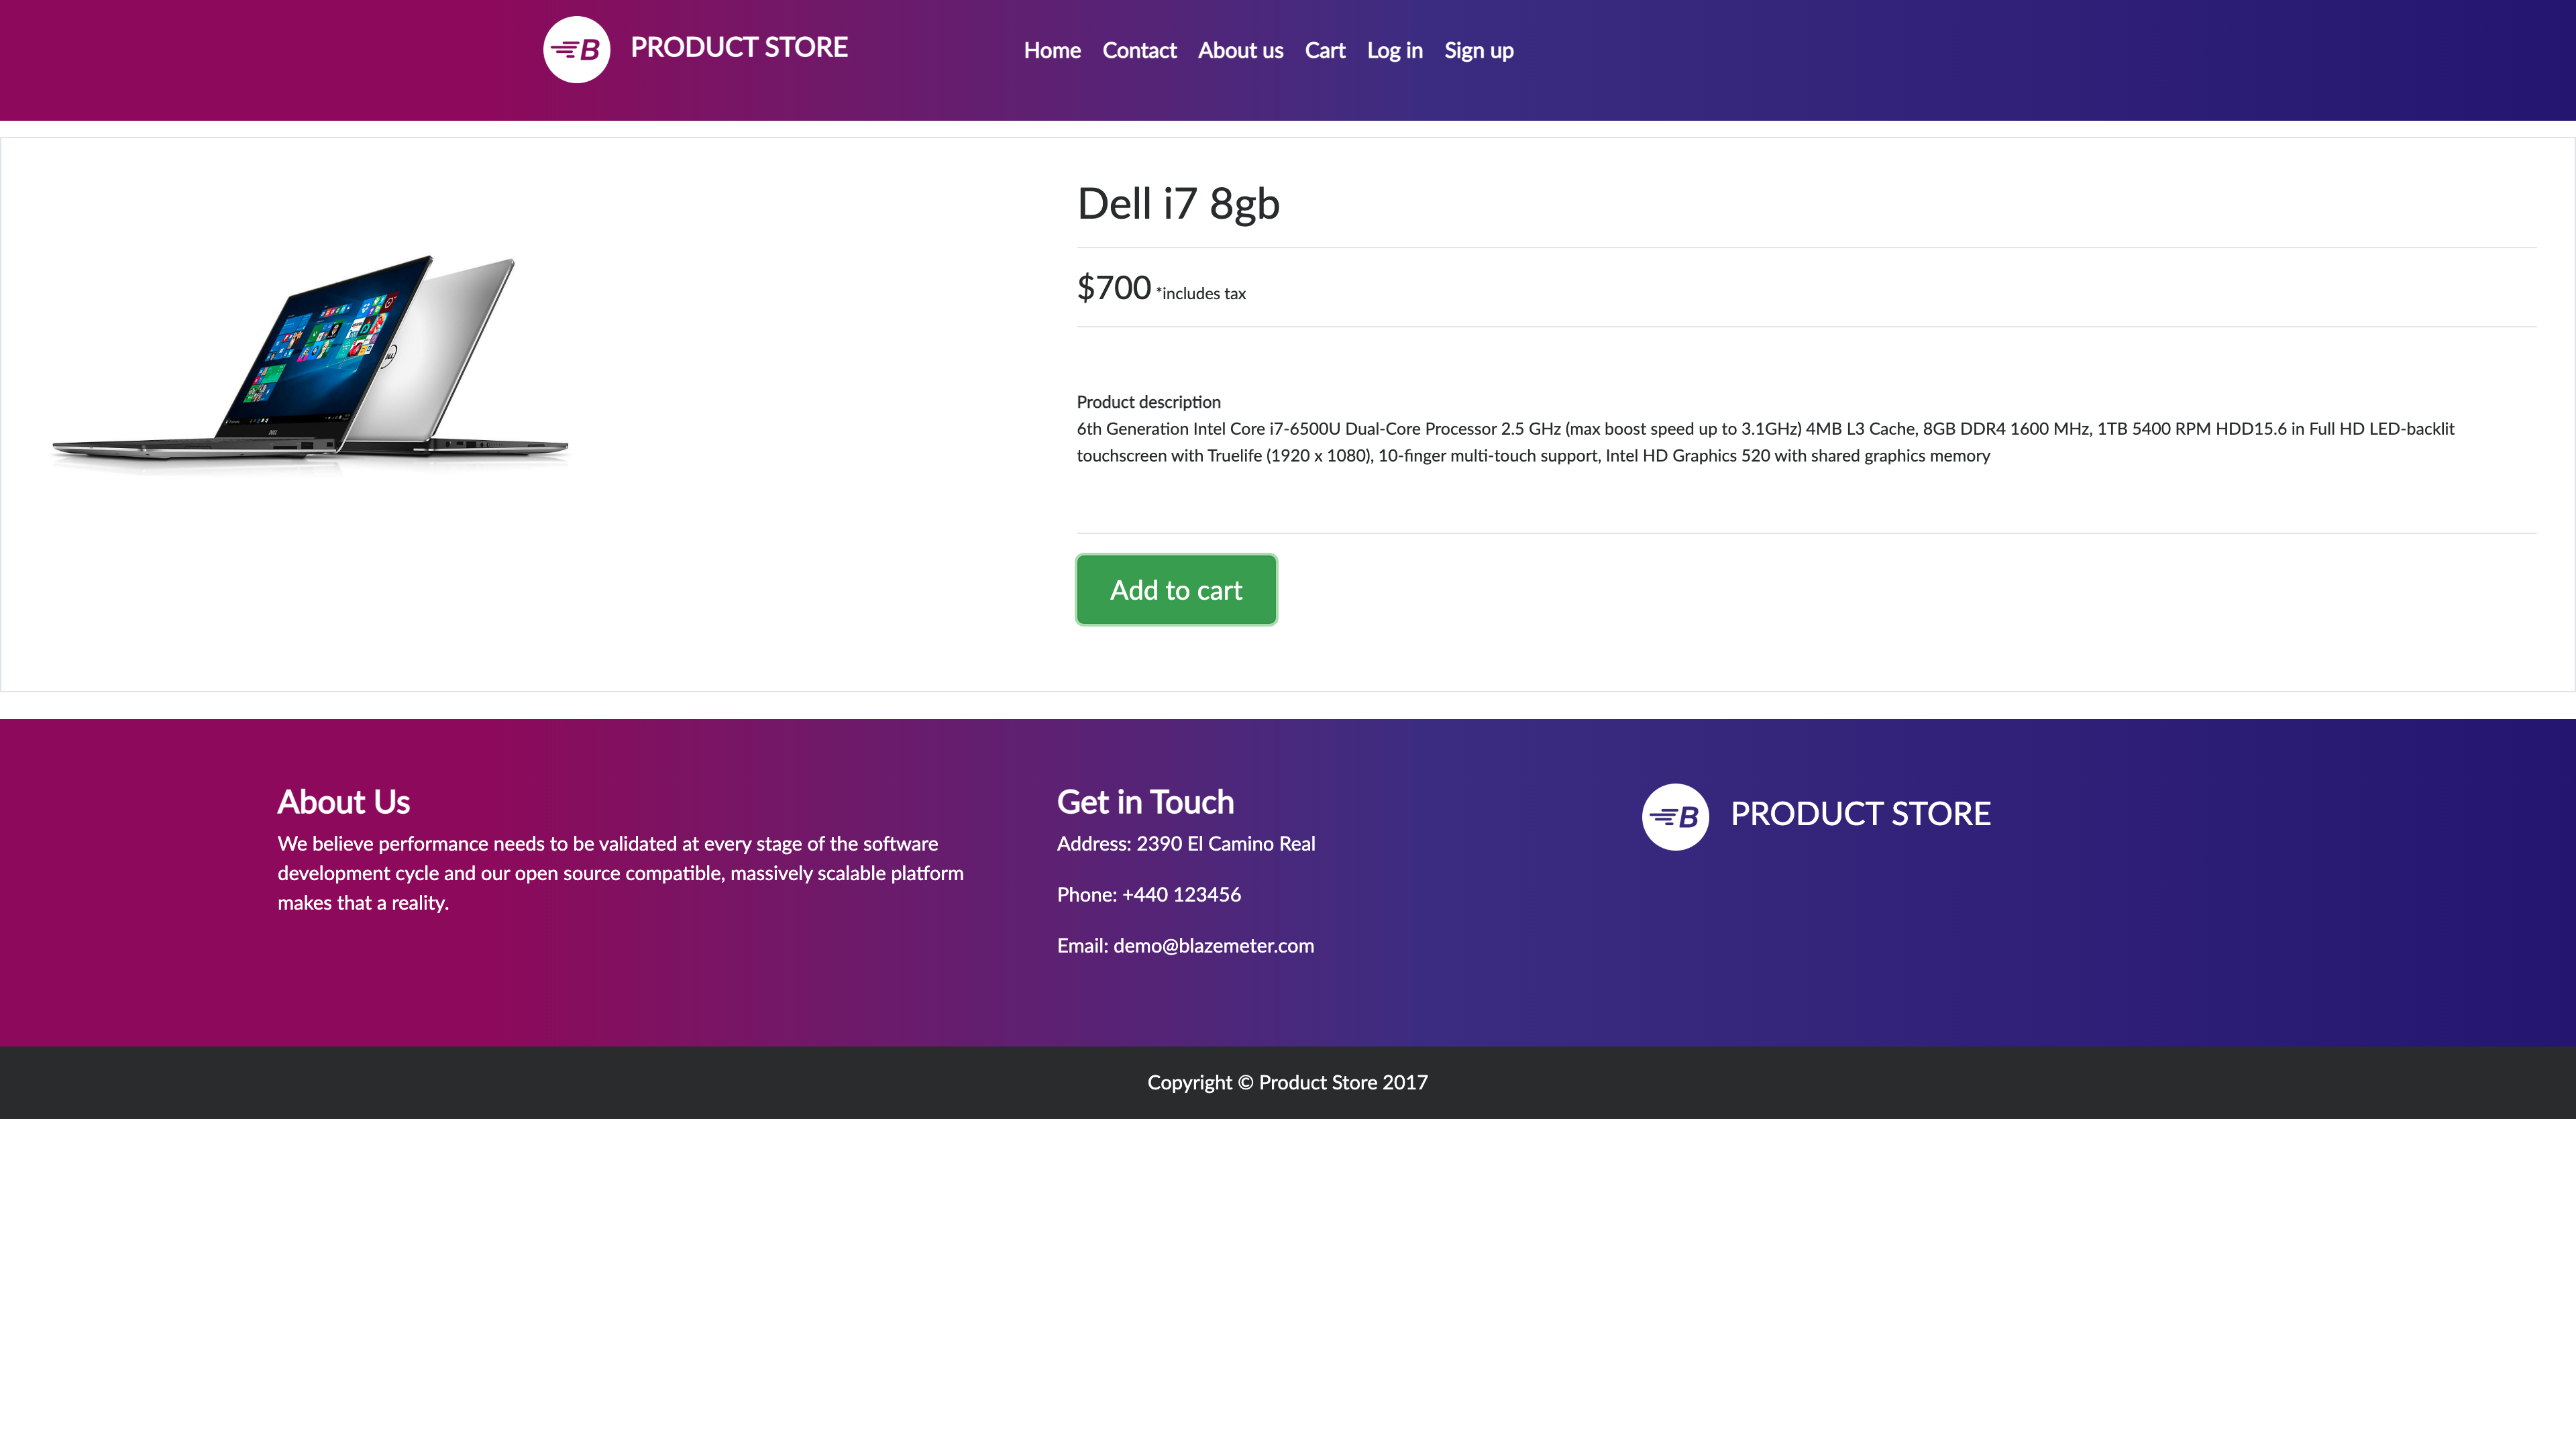 B PRODUCT STORE
Home Contact About us Cart Log in Sign up
Dell i7 8gb
$700 *includes tax
Product description
6th Generation Intel Core i7-6500U Dual-Core Processor 2.5 GHz (max boost speed up to 3.1GHz) 4MB L3 Cache, 8GB DDR4 1600 MHz, 1TB 5400 RPM HDD15.6 in Full HD LED-backlit
touchscreen with Truelife (1920 x 1080), 10-finger multi-touch support, Intel HD Graphics 520 with shared graphics memory
Add to cart
About Us
We believe performance needs to be validated at every stage of the software
development cycle and our open source compatible, massively scalable platform
makes that a reality.
Get in Touch
Address: 2390 El Camino Real
Phone: +440 123456
Email: demo@blazemeter.com
B PRODUCT STORE
Copyright © Product Store 2017